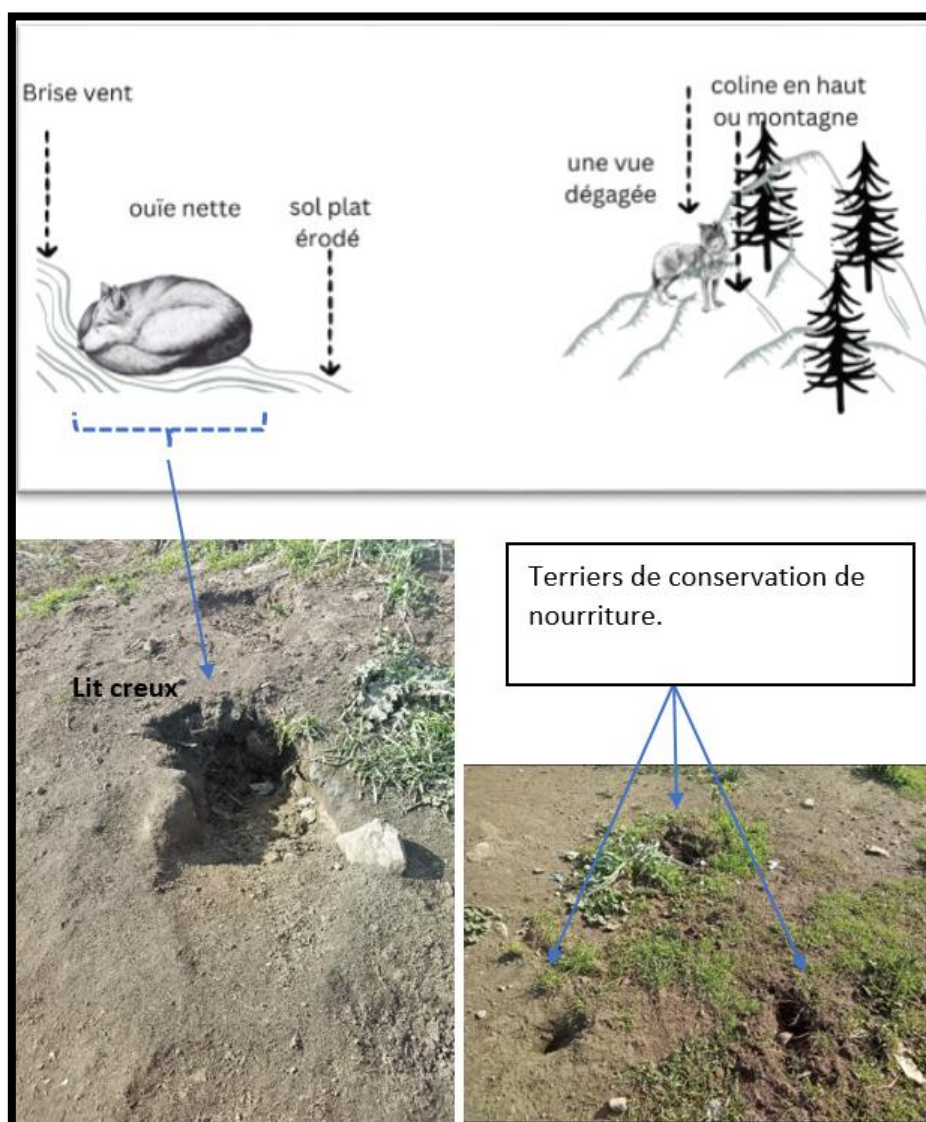 Brise vent
ouïe nette
sol plat
érodé
une vue
dégagée
coline en haut
ou montagne
Lit creux
Terriers de conservation de
nourriture.